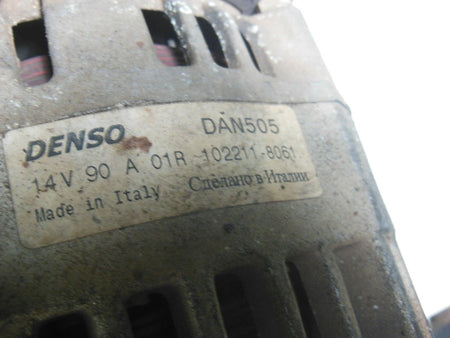 DENSO DAN505
14V 90 A 01R -102211-8061
Made in Italy Сделано в Италии